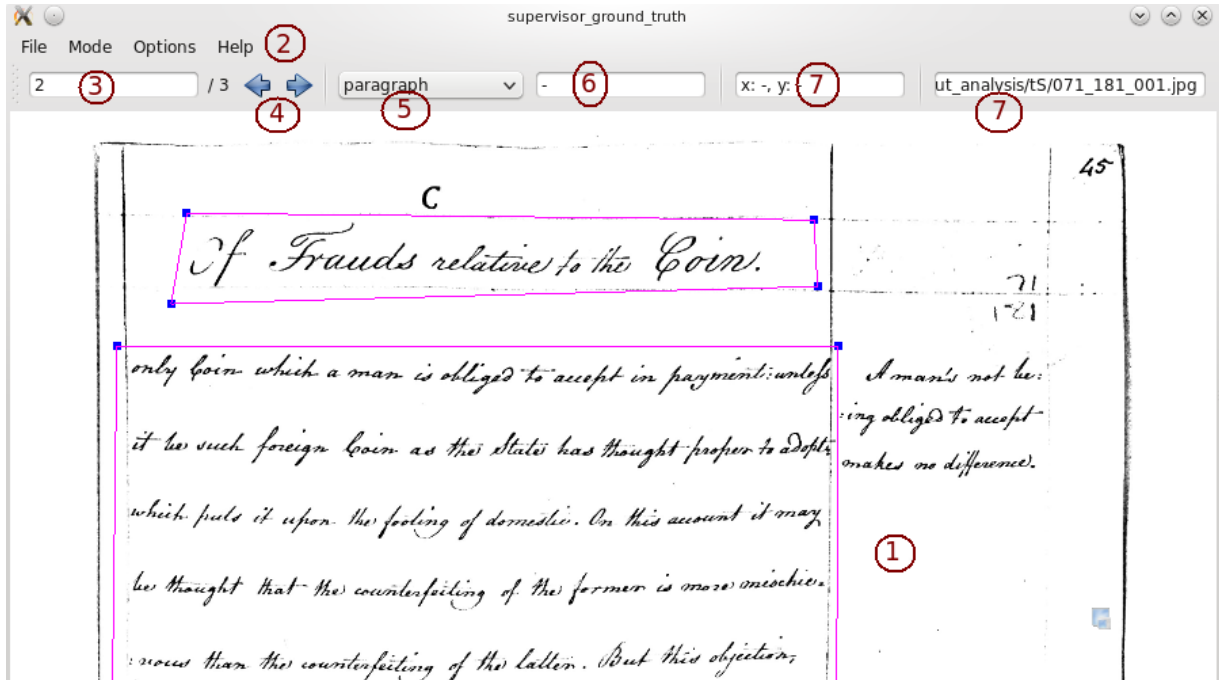 supervisor_ground_truth
File Mode Options Help 2
2 3 / 3 4 paragraph 5 - 6 x: -, y: - 7 ut_analysis/tS/071_181_001.jpg 7
45
C
Of Frauds relative to the Coin.
71
121
only Coin which a man is obliged to accept in payment: unless
it be such foreign Coin as the State has thought proper to adopt:
which puts it upon the footing of domestic. On this account it may
be thought that the counterfeiting of the former is more mischie=
:vous than the counterfeiting of the latter. But this objection,
A man's not be:
:ing obliged to accept
makes no difference.
1